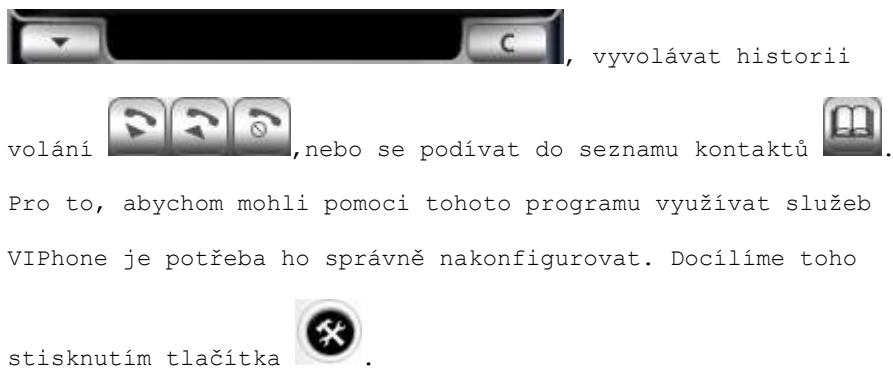 C , vyvolávat historii
volání ,nebo se podívat do seznamu kontaktů .
Pro to, abychom mohli pomoci tohoto programu využívat služeb
VIPhone je potřeba ho správně nakonfigurovat. Docílíme toho
stisknutím tlačítka .